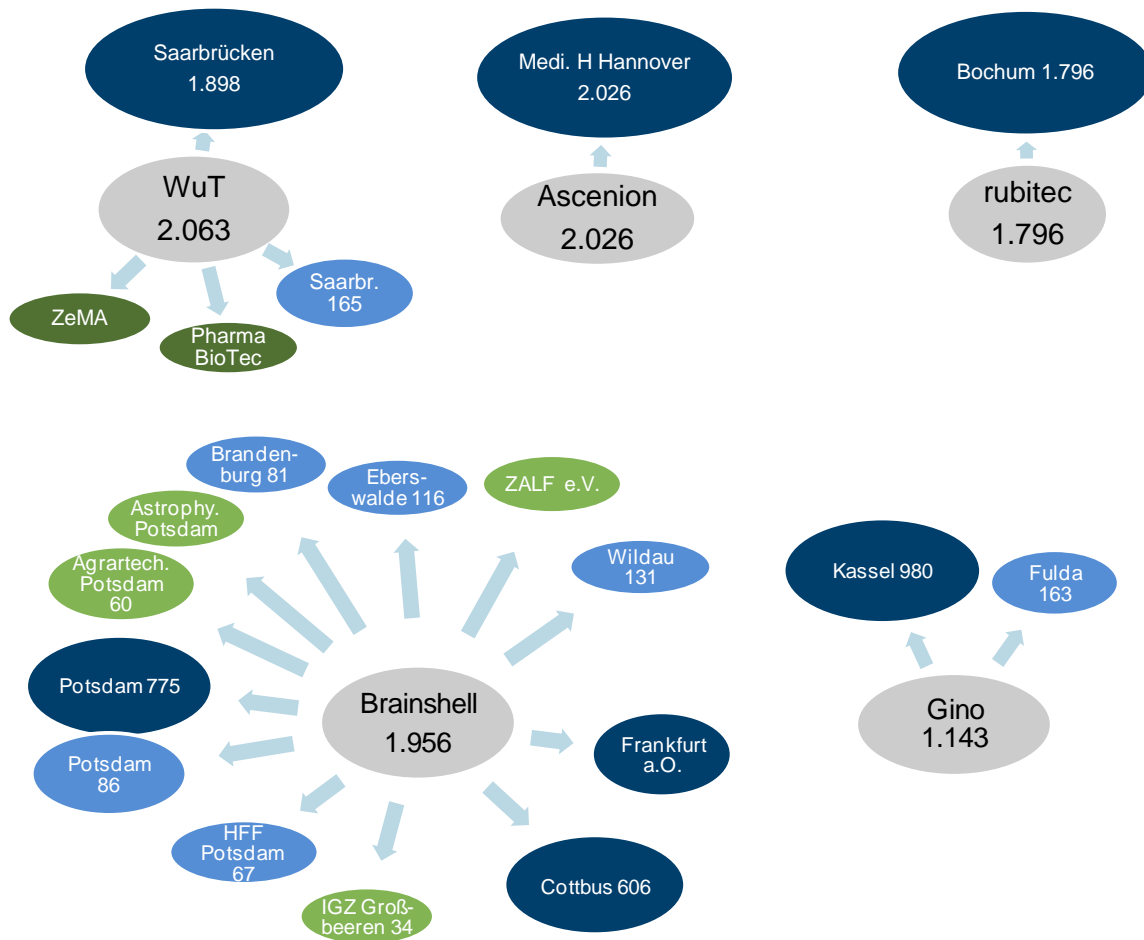 Saarbrücken
1.898
WuT
2.063
ZeMA
Pharma
BioTec
Saarbr.
165
Medi. H Hannover
2.026
Ascenion
2.026
Bochum 1.796
rubitec
1.796
Branden-
burg 81
Ebers-
walde 116
ZALF e.V.
Astrophy.
Potsdam
Agrartech.
Potsdam
60
Wildau
131
Potsdam 775
Potsdam
86
Brainshell
1.956
Frankfurt
a.O.
HFF
Potsdam
67
IGZ Groß-
beeren 34
Cottbus 606
Kassel 980
Fulda
163
Gino
1.143